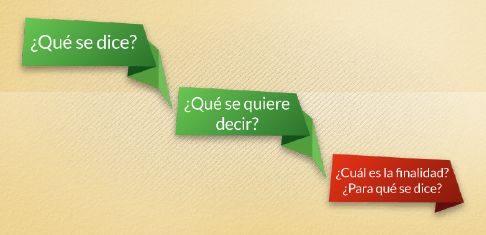 ¿Qué se dice?
¿Qué se quiere
decir?
¿Cuál es la finalidad?
¿Para qué se dice?